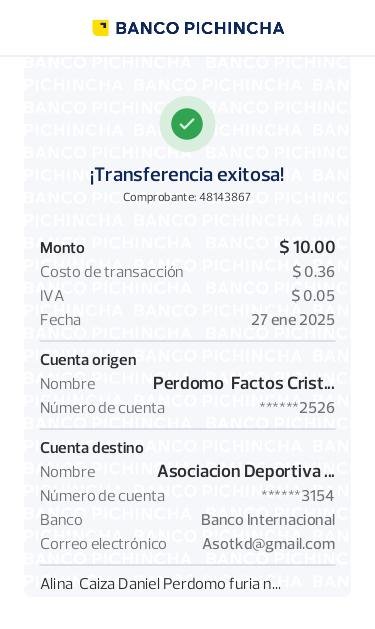 BANCO PICHINCHA
¡Transferencia exitosa!
Comprobante: 48143867
Monto $ 10.00
Costo de transacción $ 0.36
IVA $ 0.05
Fecha 27 ene 2025
Cuenta origen
Nombre Perdomo Factos Crist...
Número de cuenta ******2526
Cuenta destino
Nombre Asociacion Deportiva ...
Número de cuenta ******3154
Banco Banco Internacional
Correo electrónico Asotkd@gmail.com
Alina Caiza Daniel Perdomo furia n...